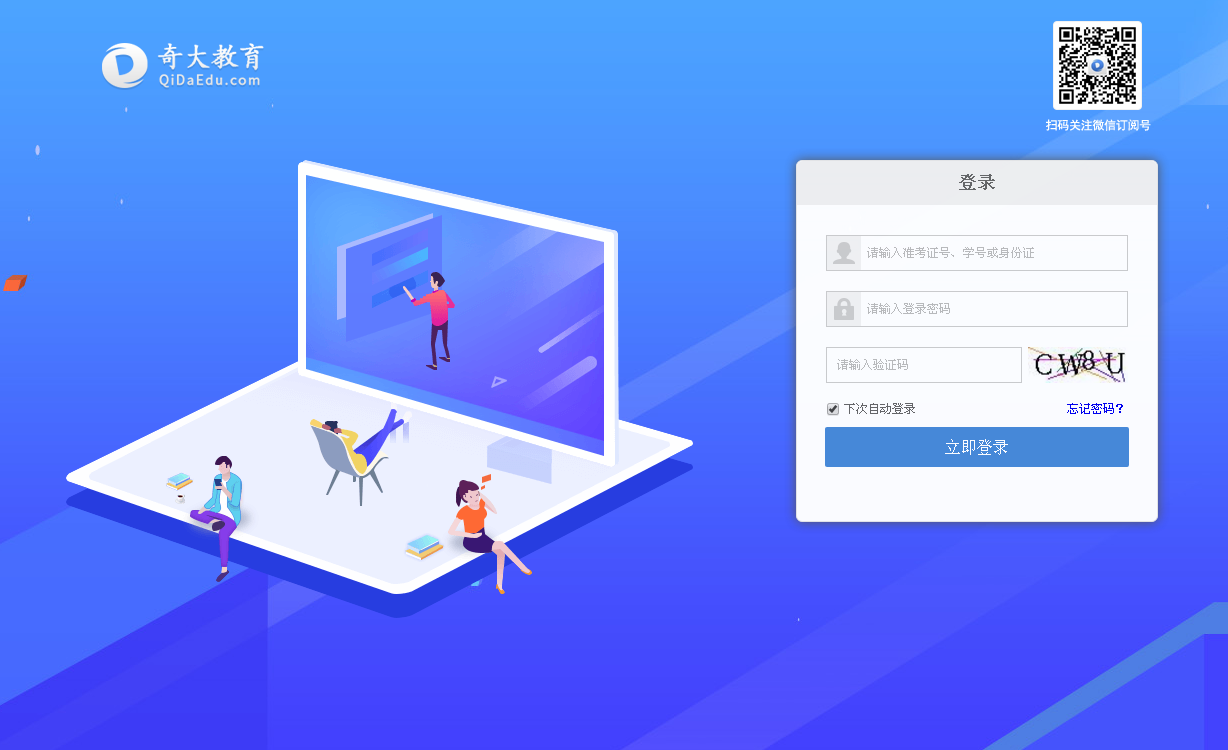 奇大教育
QiDaEdu.com
扫码关注微信订阅号
登录
请输入准考证号、学号或身份证
请输入登录密码
请输入验证码
CW8U
下次自动登录
忘记密码?
立即登录